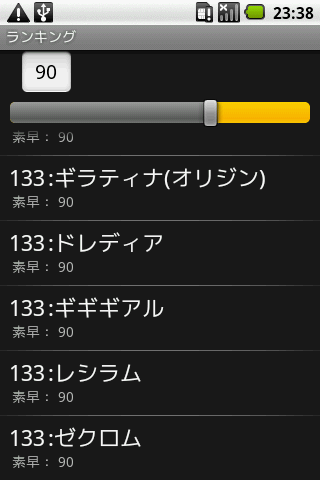 23:38
ランキング
90
素早： 90
133:ギラティナ(オリジン)
素早： 90
133:ドレディア
素早： 90
133:ギギギアル
素早： 90
133:レシラム
素早： 90
133:ゼクロム
素早： 90